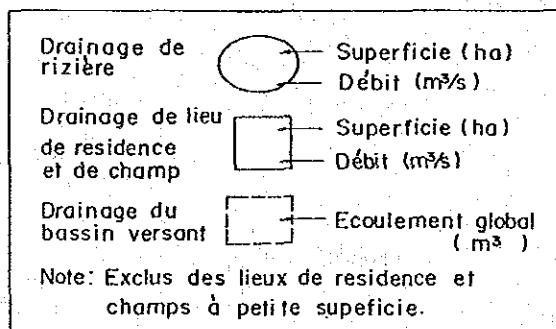 Drainage de rizière
Superficie (ha)
Débit (m³/s)
Drainage de lieu de residence et de champ
Superficie (ha)
Débit (m³/s)
Drainage du bassin versant
Ecoulement global (m³)
Note: Exclus des lieux de residence et
champs à petite supeficie.